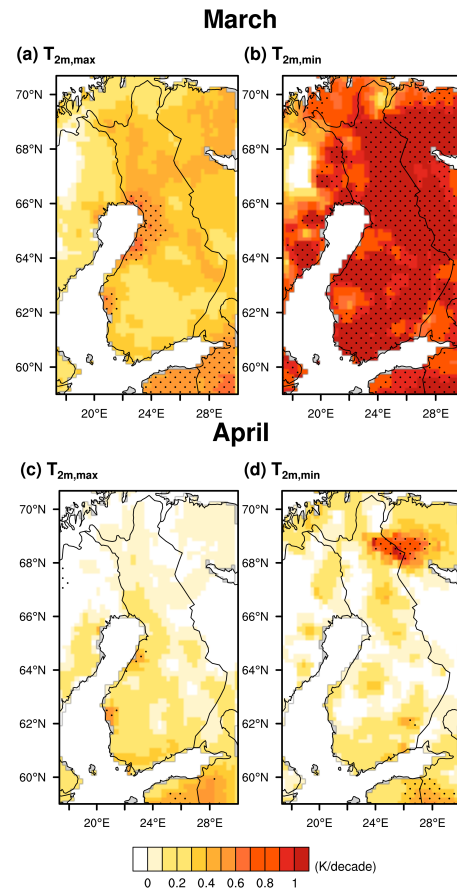 March
(a) T2m,max
(b) T2m,min
70°N
68°N
66°N
64°N
62°N
60°N
70°N
68°N
66°N
64°N
62°N
60°N
20°E 24°E 28°E
20°E 24°E 28°E
April
(c) T2m,max
(d) T2m,min
70°N
68°N
66°N
64°N
62°N
60°N
70°N
68°N
66°N
64°N
62°N
60°N
20°E 24°E 28°E
20°E 24°E 28°E
0 0.2 0.4 0.6 0.8 1 (K/decade)